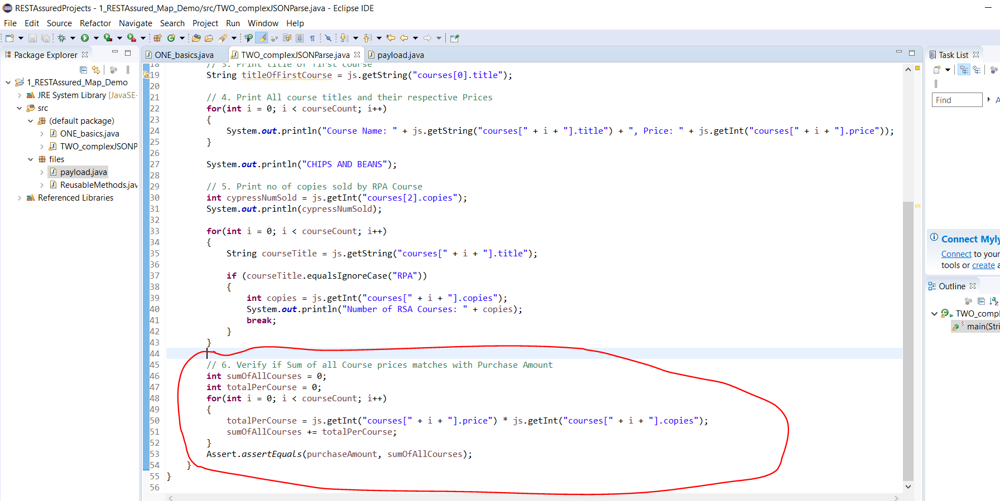 RESTAssuredProjects - 1_RESTAssured_Map_Demo/src/TWO_complexJSONParse.java - Eclipse IDE
File Edit Source Refactor Navigate Search Project Run Window Help
Package Explorer
1_RESTAssured_Map_Demo
JRE System Library [JavaSE-
src
(default package)
ONE_basics.java
TWO_complexJSONP
files
payload.java
ReusableMethods.jav
Referenced Libraries
ONE_basics.java TWO_complexJSONParse.java payload.java
18 // 3. Print title of first course
19 String titleOfFirstCourse = js.getString("courses[0].title");
20
21 // 4. Print All course titles and their respective Prices
22 for(int i = 0; i < courseCount; i++)
23 {
24 System.out.println("Course Name: " + js.getString("courses[" + i + "].title") + ", Price: " + js.getInt("courses[" + i + "].price"));
25 }
26
27 System.out.println("CHIPS AND BEANS");
28
29 // 5. Print no of copies sold by RPA Course
30 int cypressNumSold = js.getInt("courses[2].copies");
31 System.out.println(cypressNumSold);
32
33 for(int i = 0; i < courseCount; i++)
34 {
35 String courseTitle = js.getString("courses[" + i + "].title");
36
37 if (courseTitle.equalsIgnoreCase("RPA"))
38 {
39 int copies = js.getInt("courses[" + i + "].copies");
40 System.out.println("Number of RSA Courses: " + copies);
41 break;
42 }
43 }
44
45 // 6. Verify if Sum of all Course prices matches with Purchase Amount
46 int sumOfAllCourses = 0;
47 int totalPerCourse = 0;
48 for(int i = 0; i < courseCount; i++)
49 {
50 totalPerCourse = js.getInt("courses[" + i + "].price") * js.getInt("courses[" + i + "].copies");
51 sumOfAllCourses += totalPerCourse;
52 }
53 Assert.assertEquals(purchaseAmount, sumOfAllCourses);
54 }
55 }
56
Task List
Find
A
Connect Myly
Connect to your
tools or create a
Outline
TWO_compl
main(Stri